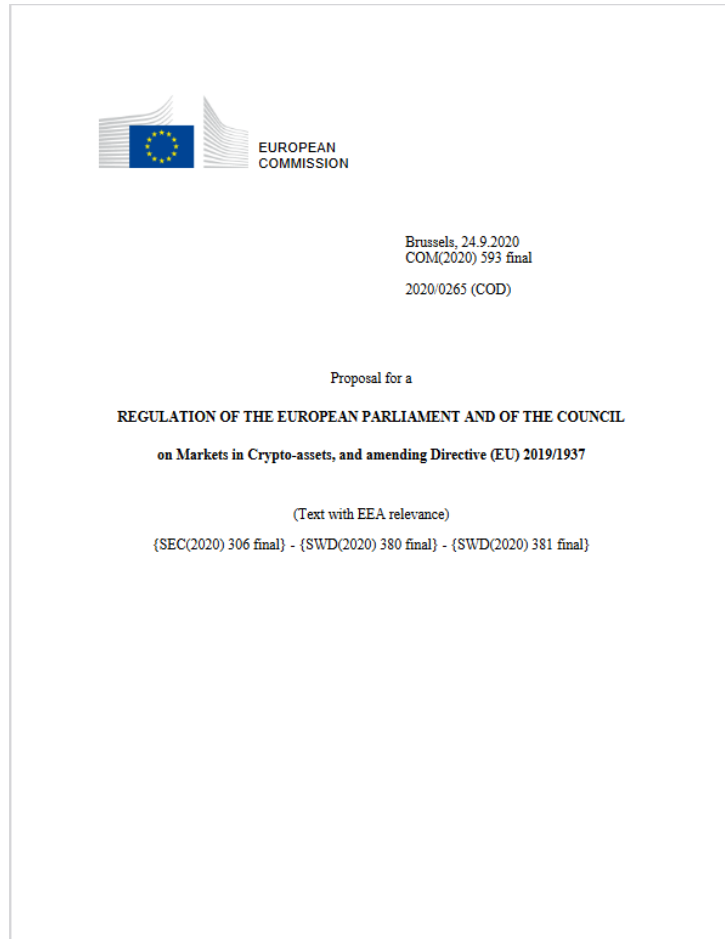 EUROPEAN
COMMISSION
Brussels, 24.9.2020
COM(2020) 593 final
2020/0265 (COD)
Proposal for a
REGULATION OF THE EUROPEAN PARLIAMENT AND OF THE COUNCIL
on Markets in Crypto-assets, and amending Directive (EU) 2019/1937
(Text with EEA relevance)
{SEC(2020) 306 final} - {SWD(2020) 380 final} - {SWD(2020) 381 final}